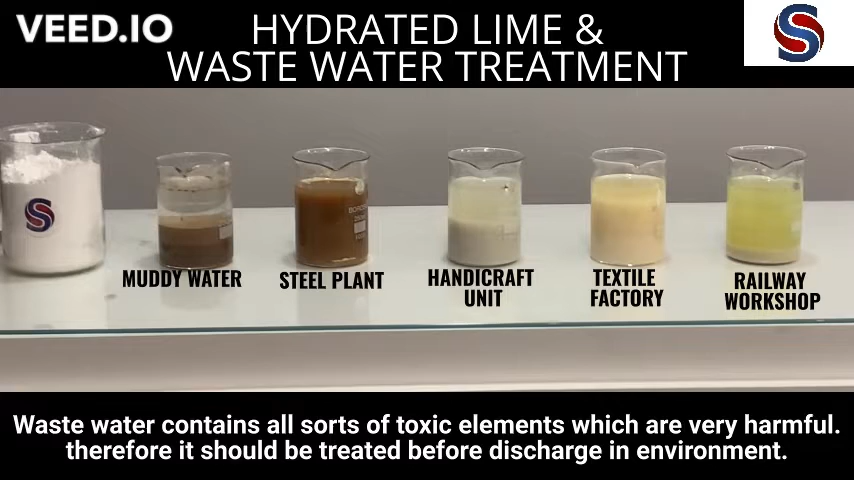 VEED.IO
HYDRATED LIME &
WASTE WATER TREATMENT
MUDDY WATER
STEEL PLANT
HANDICRAFT
UNIT
TEXTILE
FACTORY
RAILWAY
WORKSHOP
Waste water contains all sorts of toxic elements which are very harmful.
therefore it should be treated before discharge in environment.